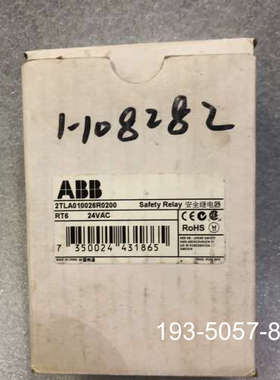 1-108282
ABB
2TLA010026R0200 Safety Relay 安全继电器
RT6 24VAC
RoHS
7 350024 431865
193-5057-8